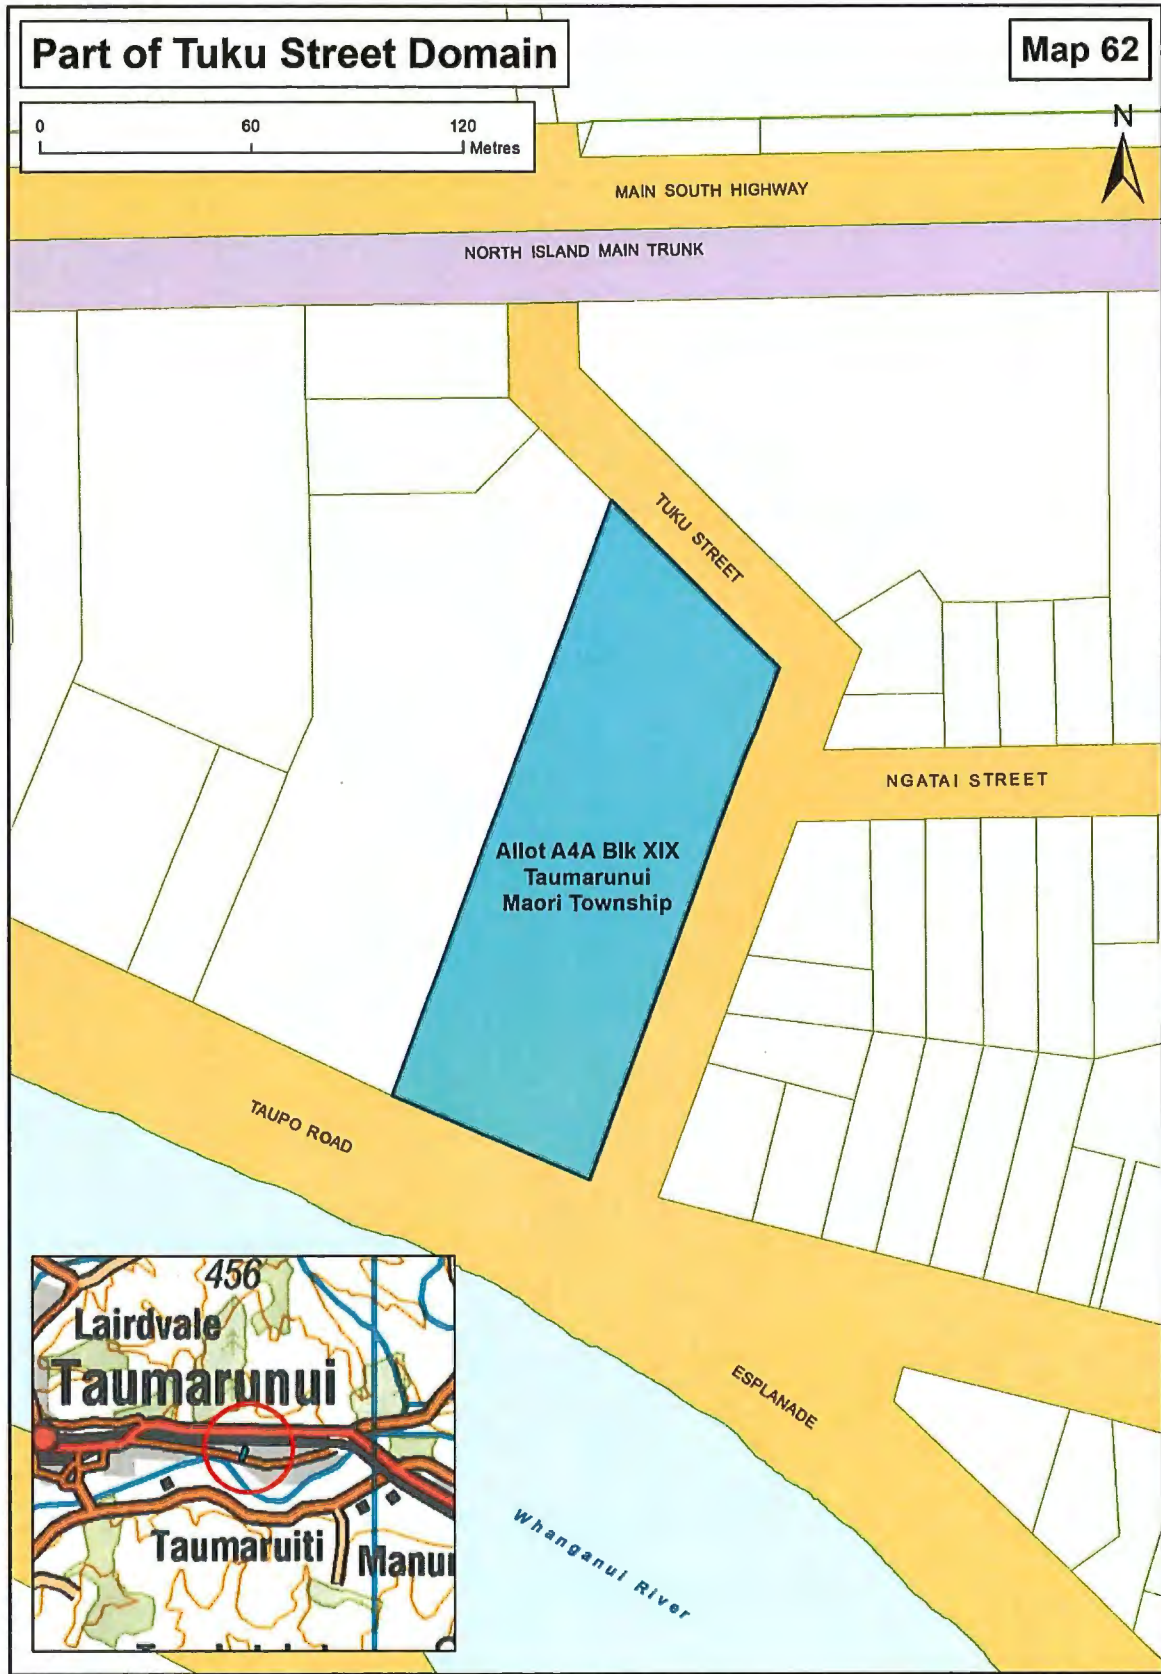 Part of Tuku Street Domain
Map 62
0 60 120
Metres
N
MAIN SOUTH HIGHWAY
NORTH ISLAND MAIN TRUNK
TUKU STREET
NGATAI STREET
Allot A4A Blk XIX
Taumarunui
Maori Township
TAUPO ROAD
ESPLANADE
Whanganui River
456
Lairdvale
Taumarunui
Taumaruiti
Manu